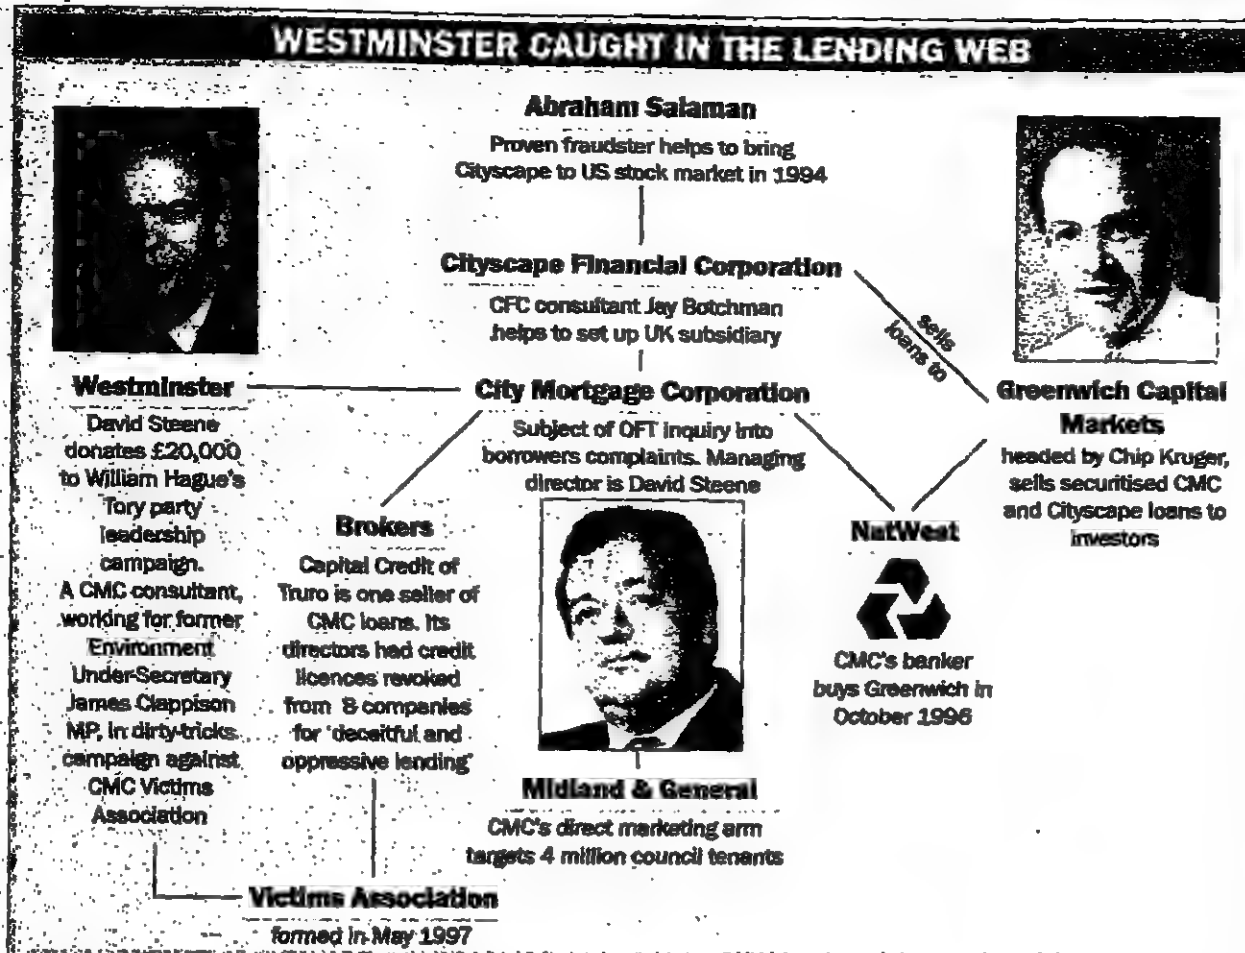 WESTMINSTER CAUGHT IN THE LENDING WEB
Abraham Salaman
Proven fraudster helps to bring
Cityscape to US stock market in 1994
Cityscape Financial Corporation
CFC consultant Jay Botchman
helps to set up UK subsidiary
sells
loans to
Westminster
David Steene
donates £20,000
to William Hague's
Tory party
leadership
campaign.
A CMC consultant,
working for former
Environment
Under-Secretary
James Clappison
MP, in dirty-tricks
campaign against
CMC Victims
Association
City Mortgage Corporation
Subject of OFT inquiry into
borrowers complaints. Managing
director is David Steene
Greenwich Capital
Markets
headed by Chip Kruger,
sells securitised CMC
and Cityscape loans to
investors
Brokers
Capital Credit of
Truro is one seller of
CMC loans. Its
directors had credit
licences revoked
from 8 companies
for 'deceitful and
oppressive lending'
NatWest
CMC's banker
buys Greenwich in
October 1996
Midland & General
CMC's direct marketing arm
targets 4 million council tenants
Victims Association
formed in May 1997